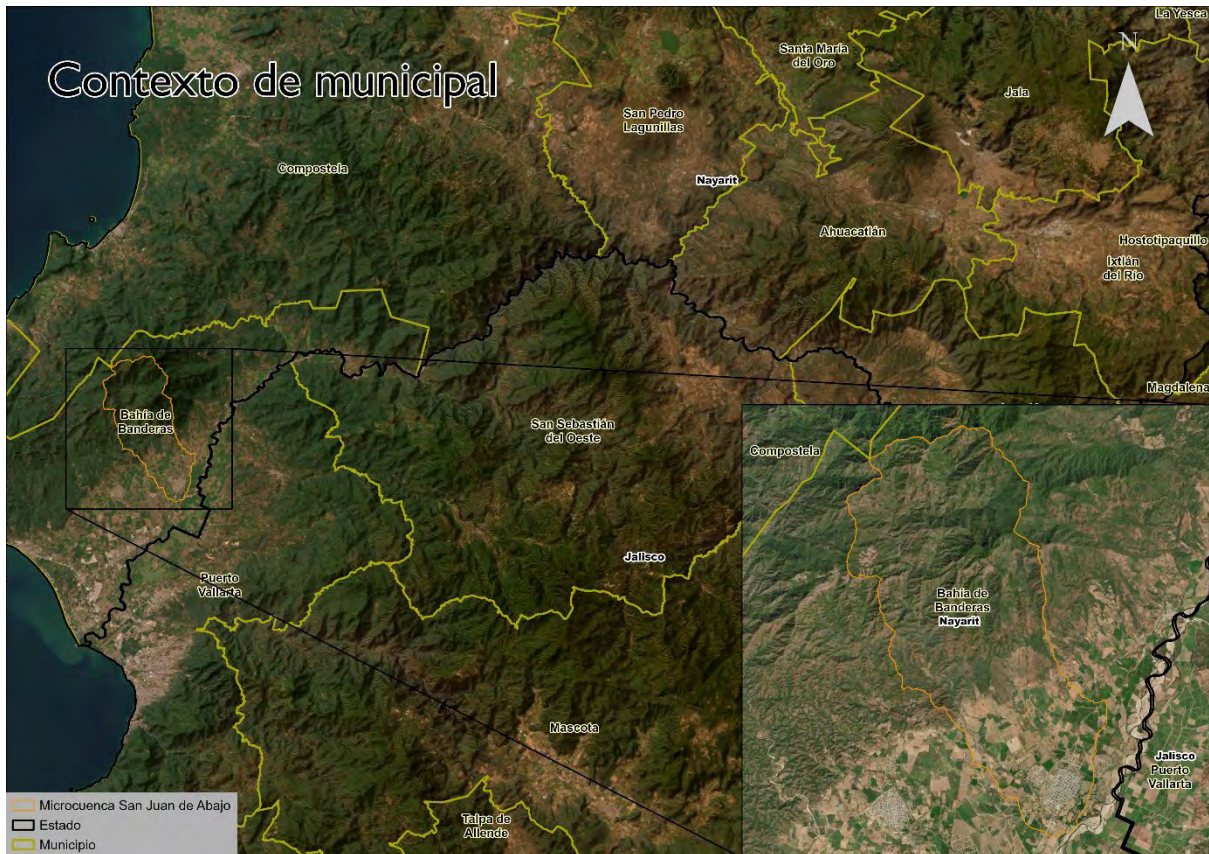 Contexto de municipal
La Yesca
N
Santa María
del Oro
Jala
San Pedro
Lagunillas
Compostela
Nayarit
Ahuacatlán
Hostotipaquillo
Ixtlán
del Río
Magdalena
Bahía de
Banderas
San Sebastián
del Oeste
Jalisco
Puerto
Vallarta
Mascota
Talpa de
Allende
Compostela
Bahía de
Banderas
Nayarit
Jalisco
Puerto
Vallarta
Microcuenca San Juan de Abajo
Estado
Municipio